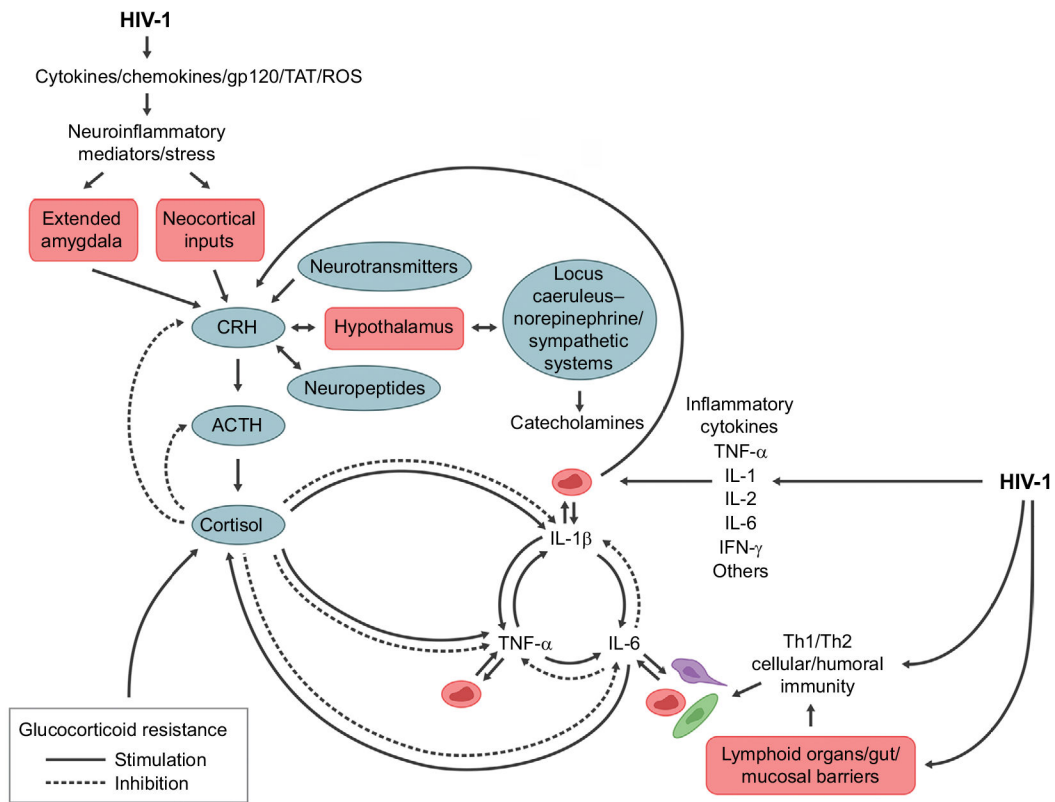 HIV-1
Cytokines/chemokines/gp120/TAT/ROS
Neuroinflammatory
mediators/stress
Extended
amygdala
Neocortical
inputs
Neurotransmitters
CRH
Hypothalamus
Locus
caeruleus–
norepinephrine/
sympathetic
systems
Neuropeptides
ACTH
Catecholamines
Inflammatory
cytokines
TNF-α
IL-1
IL-2
IL-6
IFN-γ
Others
HIV-1
Cortisol
IL-1β
TNF-α
IL-6
Th1/Th2
cellular/humoral
immunity
Lymphoid organs/gut/
mucosal barriers
Glucocorticoid resistance
Stimulation
Inhibition